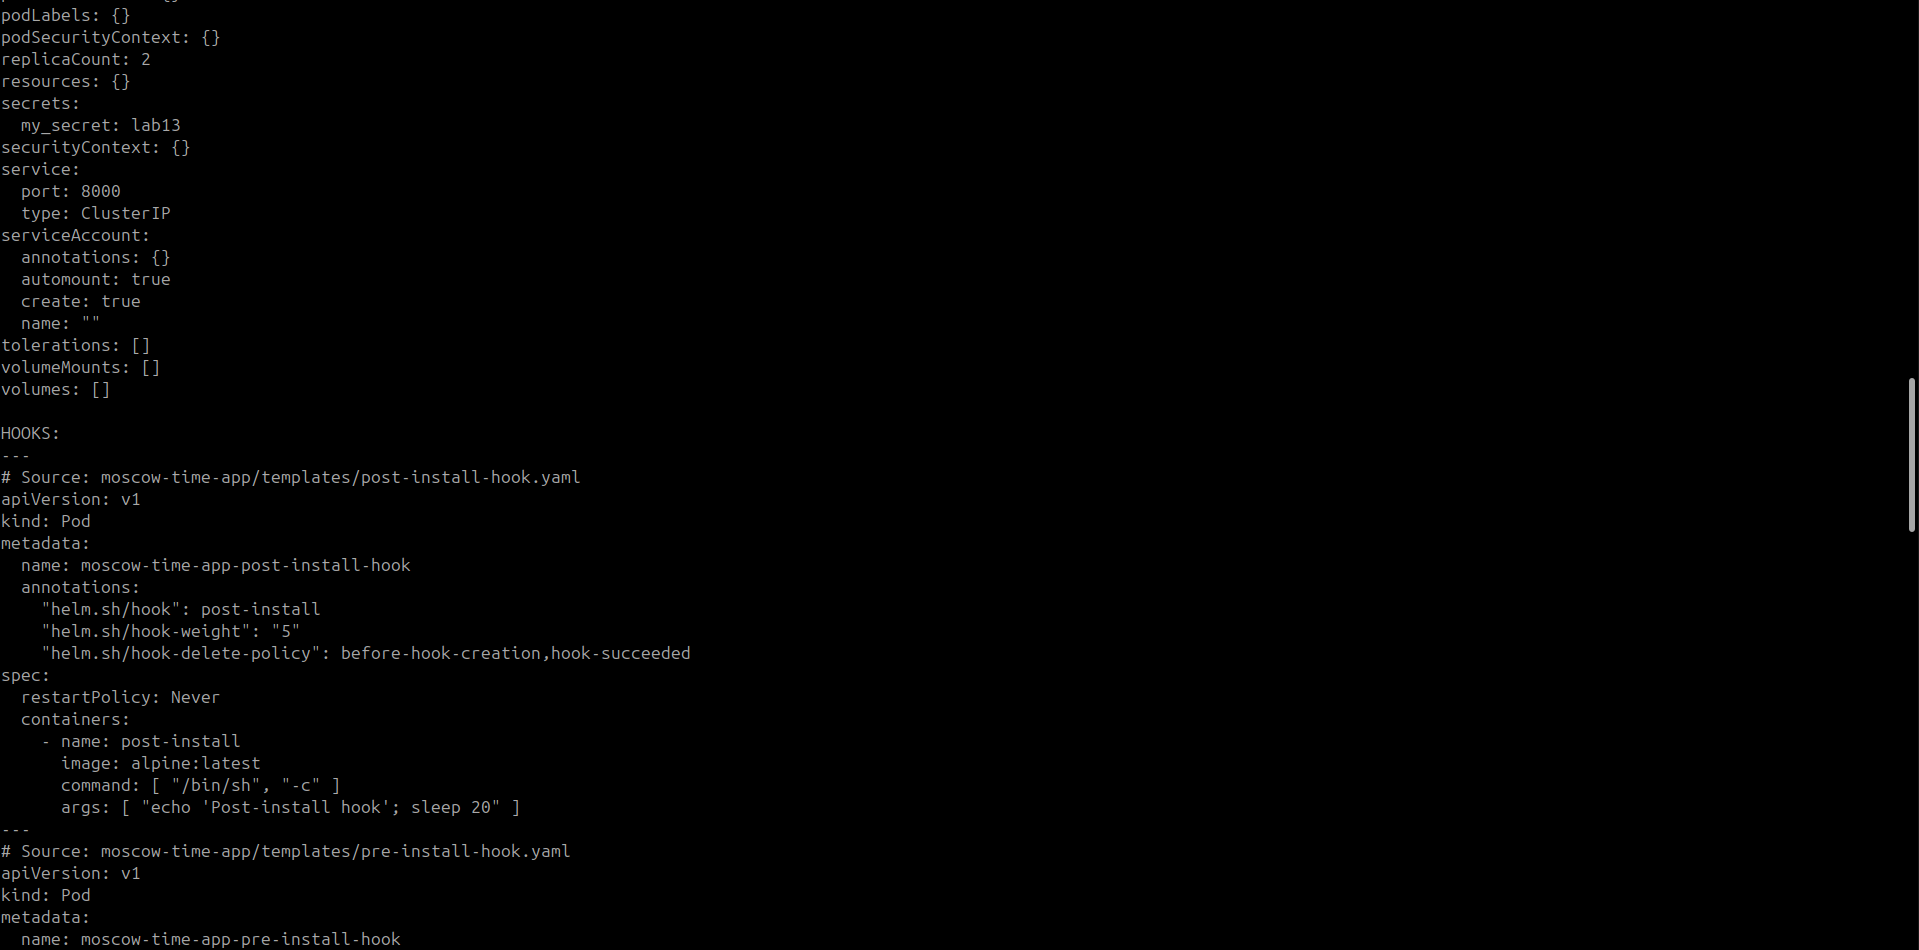 podLabels: {}
podSecurityContext: {}
replicaCount: 2
resources: {}
secrets:
  my_secret: lab13
securityContext: {}
service:
  port: 8000
  type: ClusterIP
serviceAccount:
  annotations: {}
  automount: true
  create: true
  name: ""
tolerations: []
volumeMounts: []
volumes: []

HOOKS:
---
# Source: moscow-time-app/templates/post-install-hook.yaml
apiVersion: v1
kind: Pod
metadata:
  name: moscow-time-app-post-install-hook
  annotations:
    "helm.sh/hook": post-install
    "helm.sh/hook-weight": "5"
    "helm.sh/hook-delete-policy": before-hook-creation,hook-succeeded
spec:
  restartPolicy: Never
  containers:
    - name: post-install
      image: alpine:latest
      command: [ "/bin/sh", "-c" ]
      args: [ "echo 'Post-install hook'; sleep 20" ]
---
# Source: moscow-time-app/templates/pre-install-hook.yaml
apiVersion: v1
kind: Pod
metadata:
  name: moscow-time-app-pre-install-hook